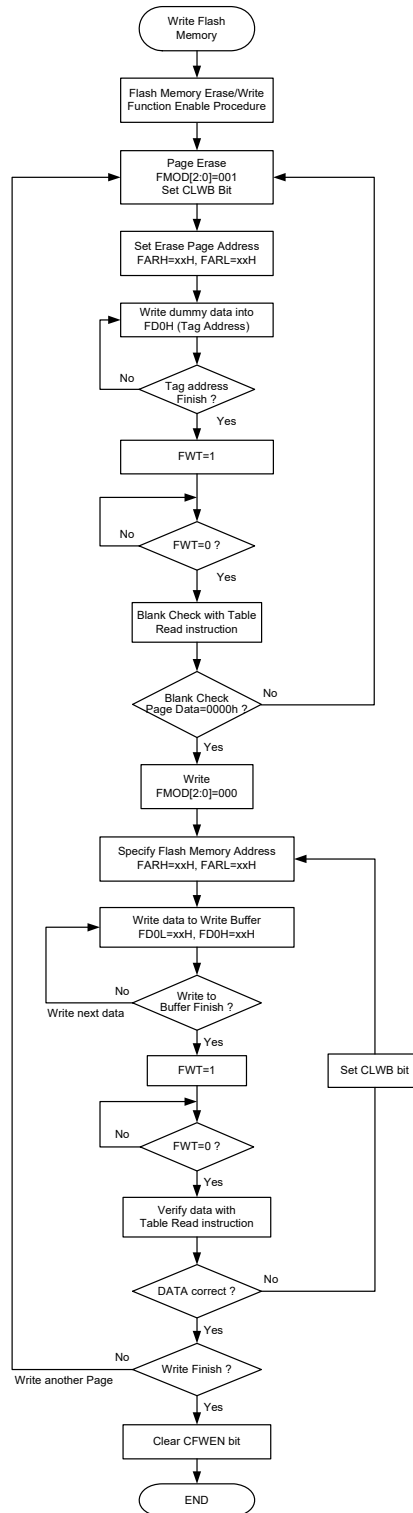 Write Flash
Memory
Flash Memory Erase/Write
Function Enable Procedure
Page Erase
FMOD[2:0]=001
Set CLWB Bit
Set Erase Page Address
FARH=xxH, FARL=xxH
Write dummy data into
FD0H (Tag Address)
No
Tag address
Finish ?
Yes
FWT=1
No
FWT=0 ?
Yes
Blank Check with Table
Read instruction
Blank Check
Page Data=0000h ?
No
Yes
Write
FMOD[2:0]=000
Specify Flash Memory Address
FARH=xxH, FARL=xxH
Write data to Write Buffer
FD0L=xxH, FD0H=xxH
No
Write next data
Write to
Buffer Finish ?
Yes
FWT=1
Set CLWB bit
No
FWT=0 ?
Yes
Verify data with
Table Read instruction
DATA correct ?
No
Yes
No
Write another Page
Write Finish ?
Yes
Clear CFWEN bit
END